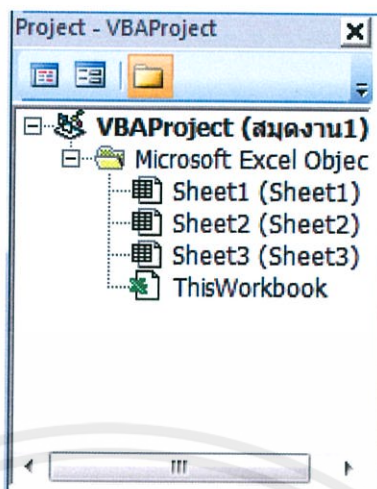 Project - VBAProject
VBAProject (สมุดงาน1)
Microsoft Excel Objec
Sheet1 (Sheet1)
Sheet2 (Sheet2)
Sheet3 (Sheet3)
ThisWorkbook